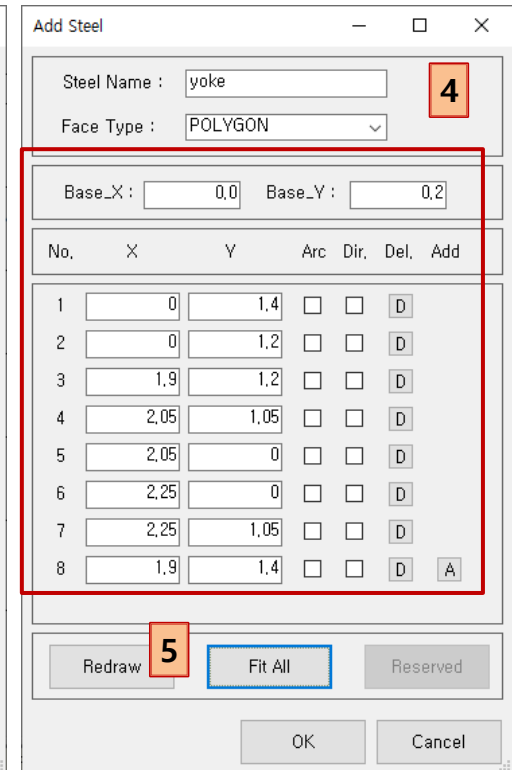 Add Steel
Steel Name : yoke
4
Face Type : POLYGON
Base_X : 0.0 Base_Y : 0.2
No. X Y Arc Dir. Del. Add
1 0 1.4 D
2 0 1.2 D
3 1.9 1.2 D
4 2.05 1.05 D
5 2.05 0 D
6 2.25 0 D
7 2.25 1.05 D
8 1.9 1.4 D A
5
Redraw Fit All Reserved
OK Cancel